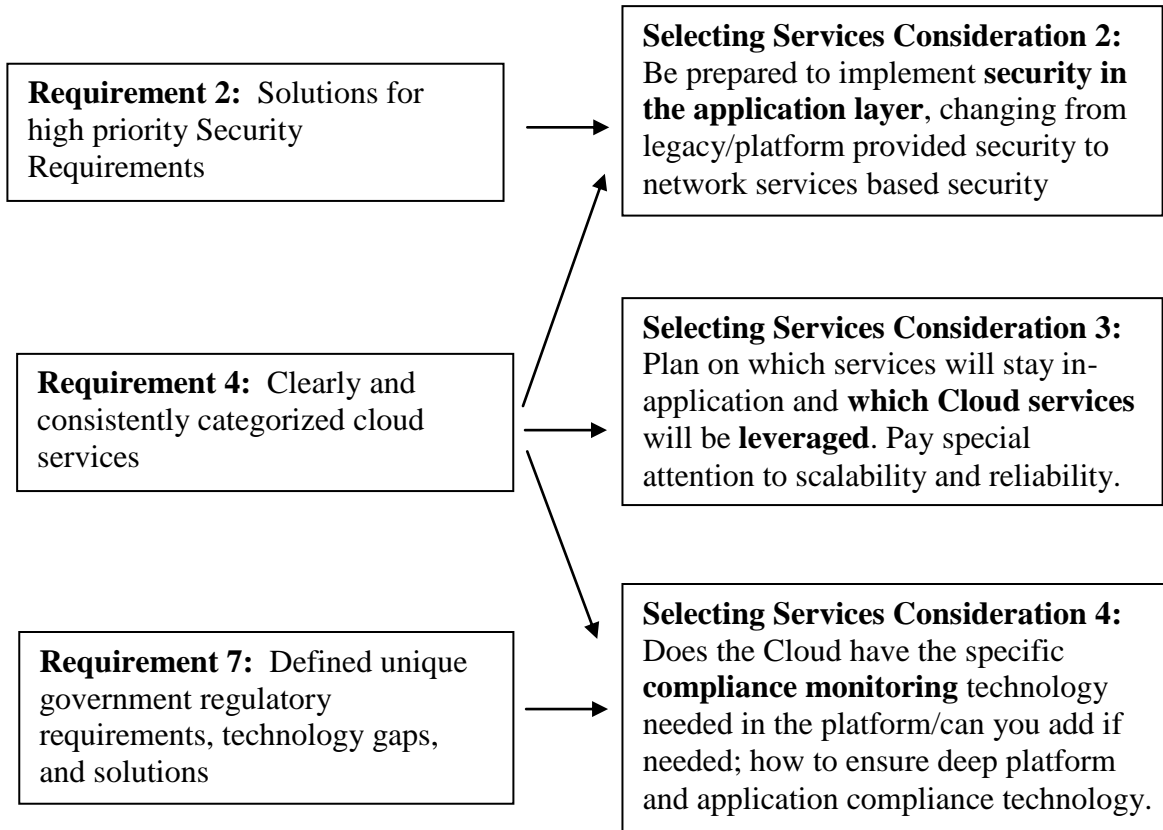 Requirement 2: Solutions for
high priority Security
Requirements
Selecting Services Consideration 2:
Be prepared to implement security in
the application layer, changing from
legacy/platform provided security to
network services based security
Requirement 4: Clearly and
consistently categorized cloud
services
Selecting Services Consideration 3:
Plan on which services will stay in-
application and which Cloud services
will be leveraged. Pay special
attention to scalability and reliability.
Requirement 7: Defined unique
government regulatory
requirements, technology gaps,
and solutions
Selecting Services Consideration 4:
Does the Cloud have the specific
compliance monitoring technology
needed in the platform/can you add if
needed; how to ensure deep platform
and application compliance technology.